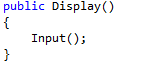 public Display()
{
    Input();
}